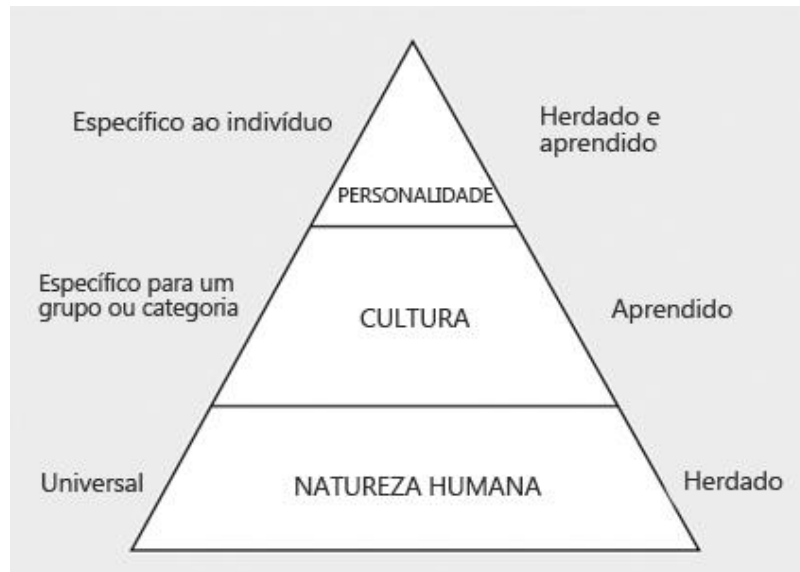 Específico ao indivíduo
Herdado e
aprendido
PERSONALIDADE
Específico para um
grupo ou categoria
CULTURA
Aprendido
Universal
NATUREZA HUMANA
Herdado